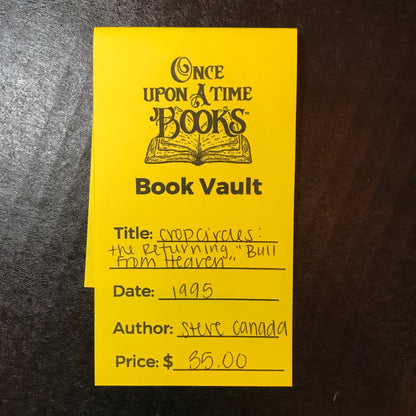 ONCE
UPON A TIME
BOOKS™
Book Vault
Title: cropcircles:
the Returning "Bull
From Heaven"
Date: 1995
Author: steve canada
Price: $ 35.00